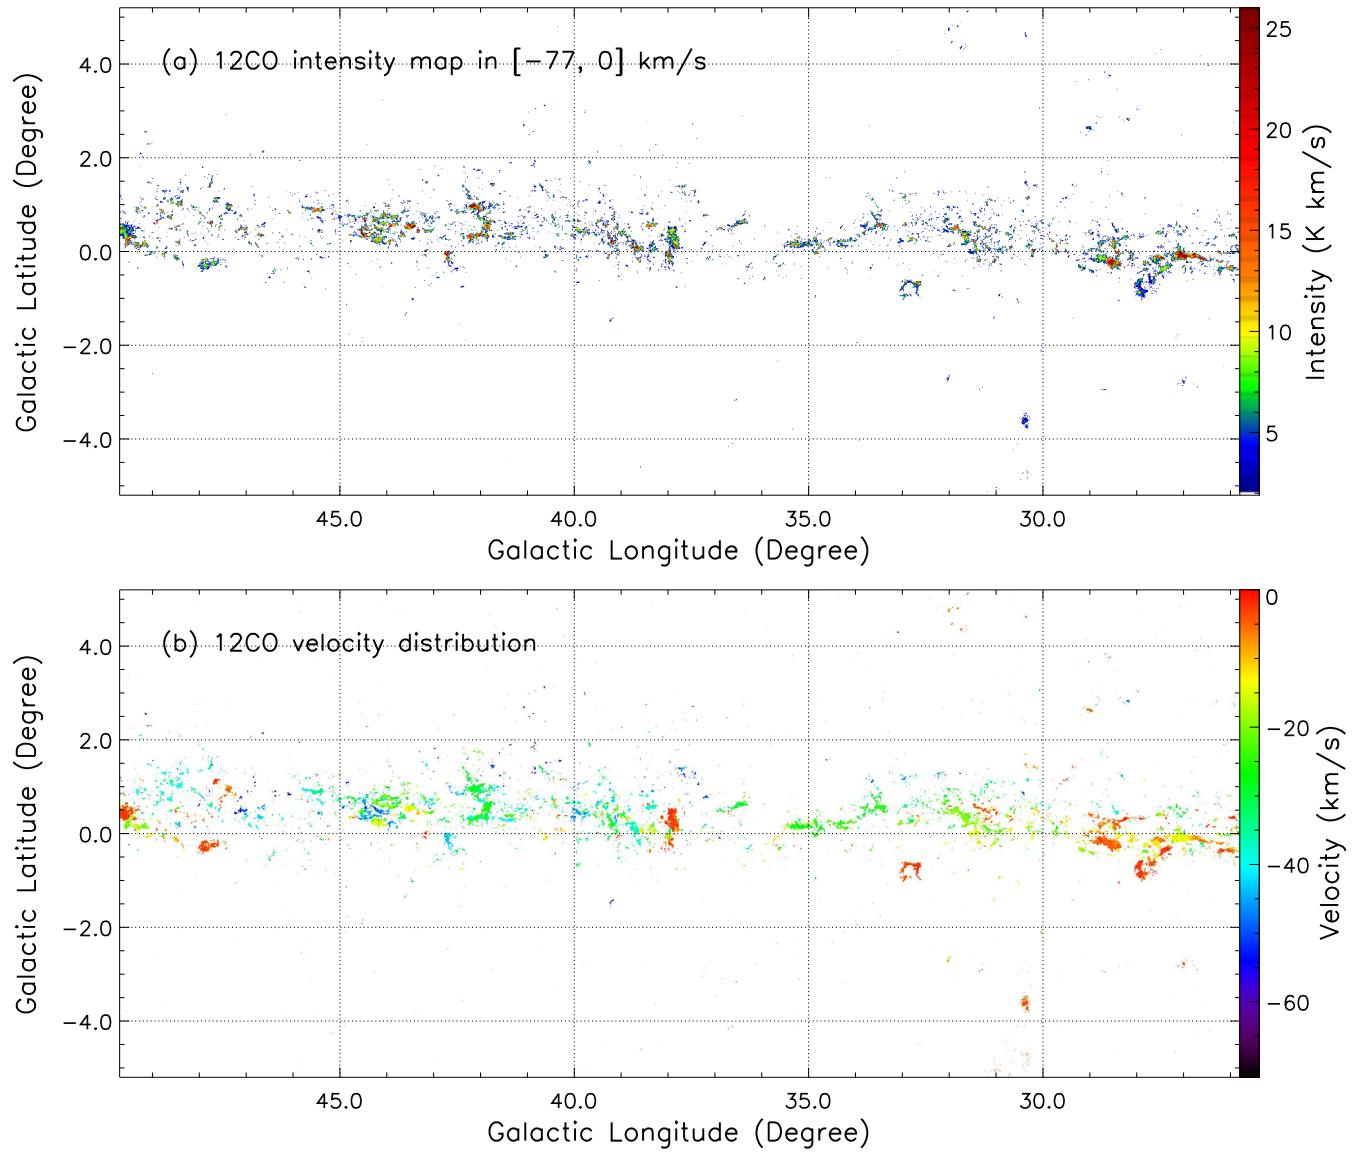 (a) 12CO intensity map in [−77, 0] km/s
4.0
2.0
0.0
−2.0
−4.0
Galactic Latitude (Degree)
45.0 40.0 35.0 30.0
Galactic Longitude (Degree)
25
20
15
10
5
Intensity (K km/s)
(b) 12CO velocity distribution
4.0
2.0
0.0
−2.0
−4.0
Galactic Latitude (Degree)
45.0 40.0 35.0 30.0
Galactic Longitude (Degree)
0
−20
−40
−60
Velocity (km/s)